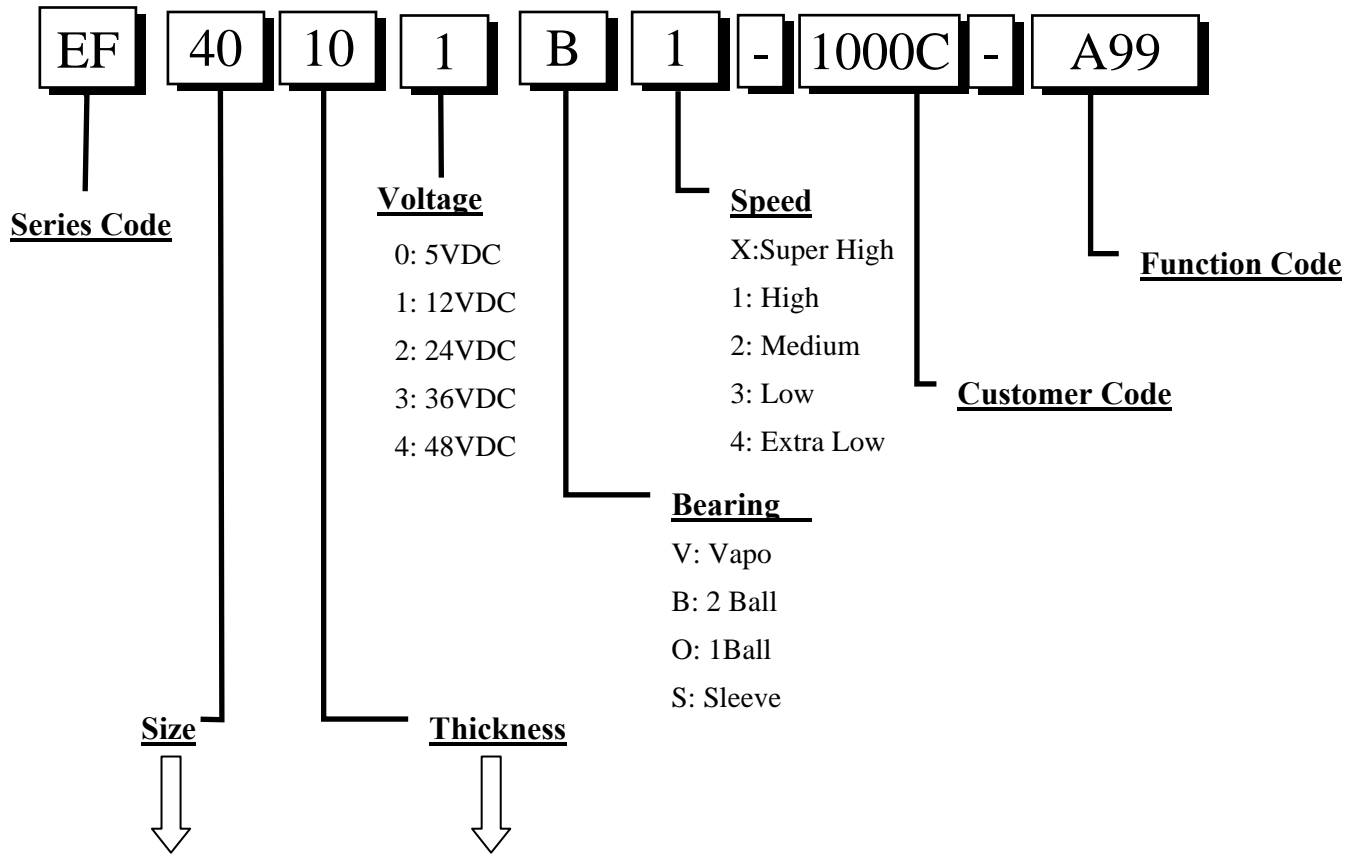 EF 40 10 1 B 1 - 1000C - A99
Series Code
Voltage
0: 5VDC
1: 12VDC
2: 24VDC
3: 36VDC
4: 48VDC
Speed
X:Super High
1: High
2: Medium
3: Low
4: Extra Low
Function Code
Customer Code
Bearing
V: Vapo
B: 2 Ball
O: 1Ball
S: Sleeve
Size
Thickness